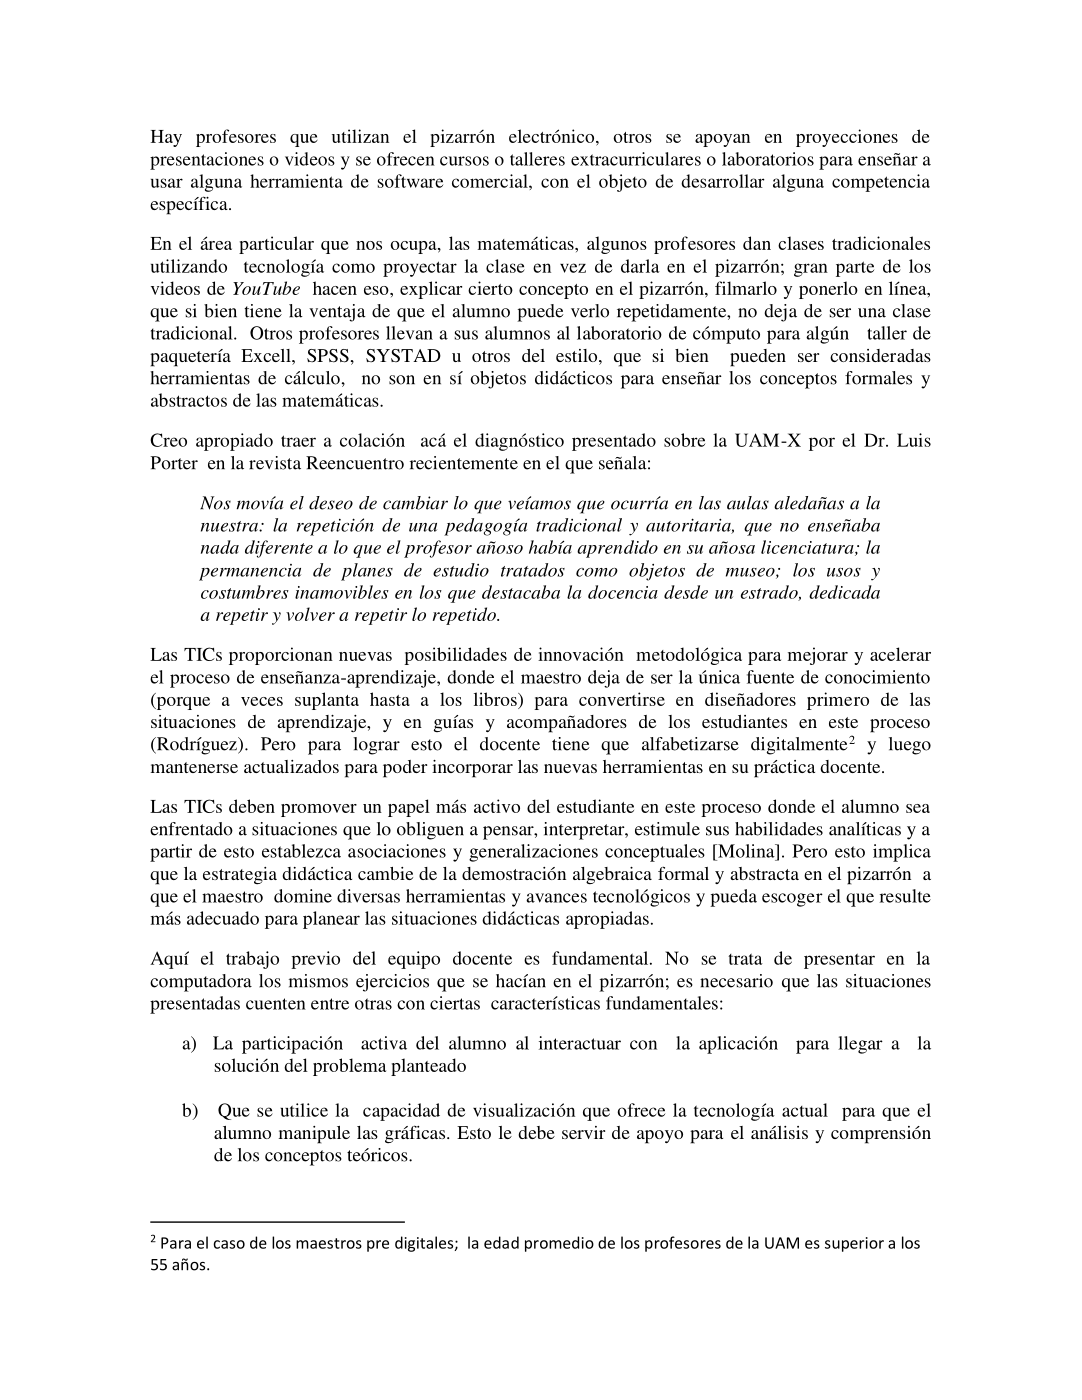 Hay profesores que utilizan el pizarrón electrónico, otros se apoyan en proyecciones de
presentaciones o videos y se ofrecen cursos o talleres extracurriculares o laboratorios para enseñar a
usar alguna herramienta de software comercial, con el objeto de desarrollar alguna competencia
específica.
En el área particular que nos ocupa, las matemáticas, algunos profesores dan clases tradicionales
utilizando tecnología como proyectar la clase en vez de darla en el pizarrón; gran parte de los
videos de YouTube hacen eso, explicar cierto concepto en el pizarrón, filmarlo y ponerlo en línea,
que si bien tiene la ventaja de que el alumno puede verlo repetidamente, no deja de ser una clase
tradicional. Otros profesores llevan a sus alumnos al laboratorio de cómputo para algún taller de
paquetería Excell, SPSS, SYSTAD u otros del estilo, que si bien pueden ser consideradas
herramientas de cálculo, no son en sí objetos didácticos para enseñar los conceptos formales y
abstractos de las matemáticas.
Creo apropiado traer a colación acá el diagnóstico presentado sobre la UAM-X por el Dr. Luis
Porter en la revista Reencuentro recientemente en el que señala:
Nos movía el deseo de cambiar lo que veíamos que ocurría en las aulas aledañas a la
nuestra: la repetición de una pedagogía tradicional y autoritaria, que no enseñaba
nada diferente a lo que el profesor añoso había aprendido en su añosa licenciatura; la
permanencia de planes de estudio tratados como objetos de museo; los usos y
costumbres inamovibles en los que destacaba la docencia desde un estrado, dedicada
a repetir y volver a repetir lo repetido.
Las TICs proporcionan nuevas posibilidades de innovación metodológica para mejorar y acelerar
el proceso de enseñanza-aprendizaje, donde el maestro deja de ser la única fuente de conocimiento
(porque a veces suplanta hasta a los libros) para convertirse en diseñadores primero de las
situaciones de aprendizaje, y en guías y acompañadores de los estudiantes en este proceso
(Rodríguez). Pero para lograr esto el docente tiene que alfabetizarse digitalmente2 y luego
mantenerse actualizados para poder incorporar las nuevas herramientas en su práctica docente.
Las TICs deben promover un papel más activo del estudiante en este proceso donde el alumno sea
enfrentado a situaciones que lo obliguen a pensar, interpretar, estimule sus habilidades analíticas y a
partir de esto establezca asociaciones y generalizaciones conceptuales [Molina]. Pero esto implica
que la estrategia didáctica cambie de la demostración algebraica formal y abstracta en el pizarrón a
que el maestro domine diversas herramientas y avances tecnológicos y pueda escoger el que resulte
más adecuado para planear las situaciones didácticas apropiadas.
Aquí el trabajo previo del equipo docente es fundamental. No se trata de presentar en la
computadora los mismos ejercicios que se hacían en el pizarrón; es necesario que las situaciones
presentadas cuenten entre otras con ciertas características fundamentales:
a) La participación activa del alumno al interactuar con la aplicación para llegar a la
solución del problema planteado
b) Que se utilice la capacidad de visualización que ofrece la tecnología actual para que el
alumno manipule las gráficas. Esto le debe servir de apoyo para el análisis y comprensión
de los conceptos teóricos.
2 Para el caso de los maestros pre digitales; la edad promedio de los profesores de la UAM es superior a los
55 años.